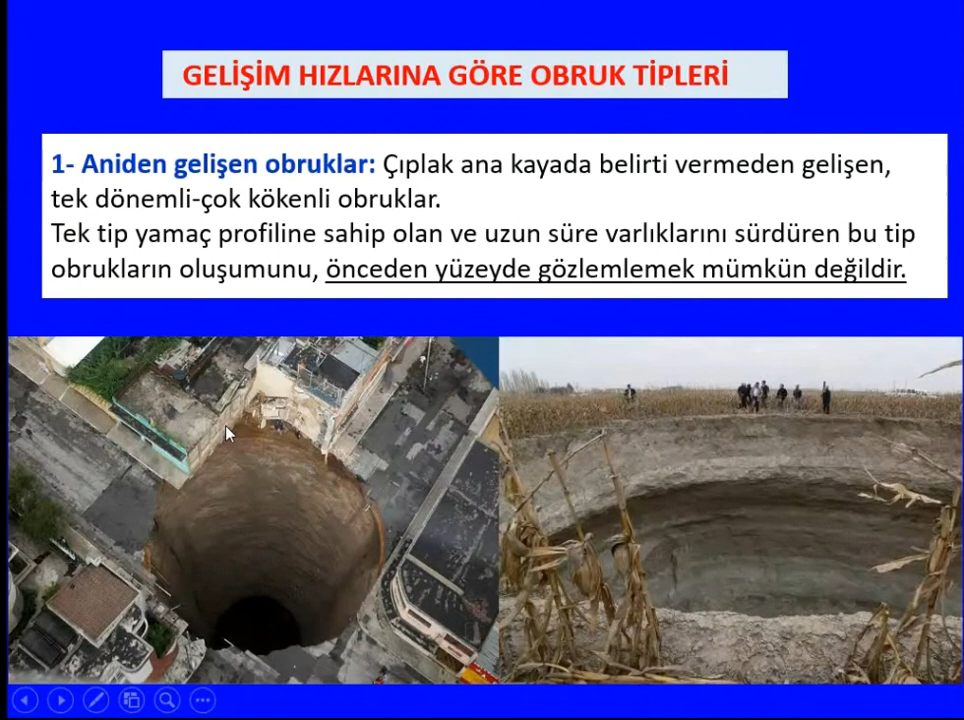 GELİŞİM HIZLARINA GÖRE OBRUK TİPLERİ
1- Aniden gelişen obruklar: Çıplak ana kayada belirti vermeden gelişen,
tek dönemli-çok kökenli obruklar.
Tek tip yamaç profiline sahip olan ve uzun süre varlıklarını sürdüren bu tip
obrukların oluşumunu, önceden yüzeyde gözlemlemek mümkün değildir.